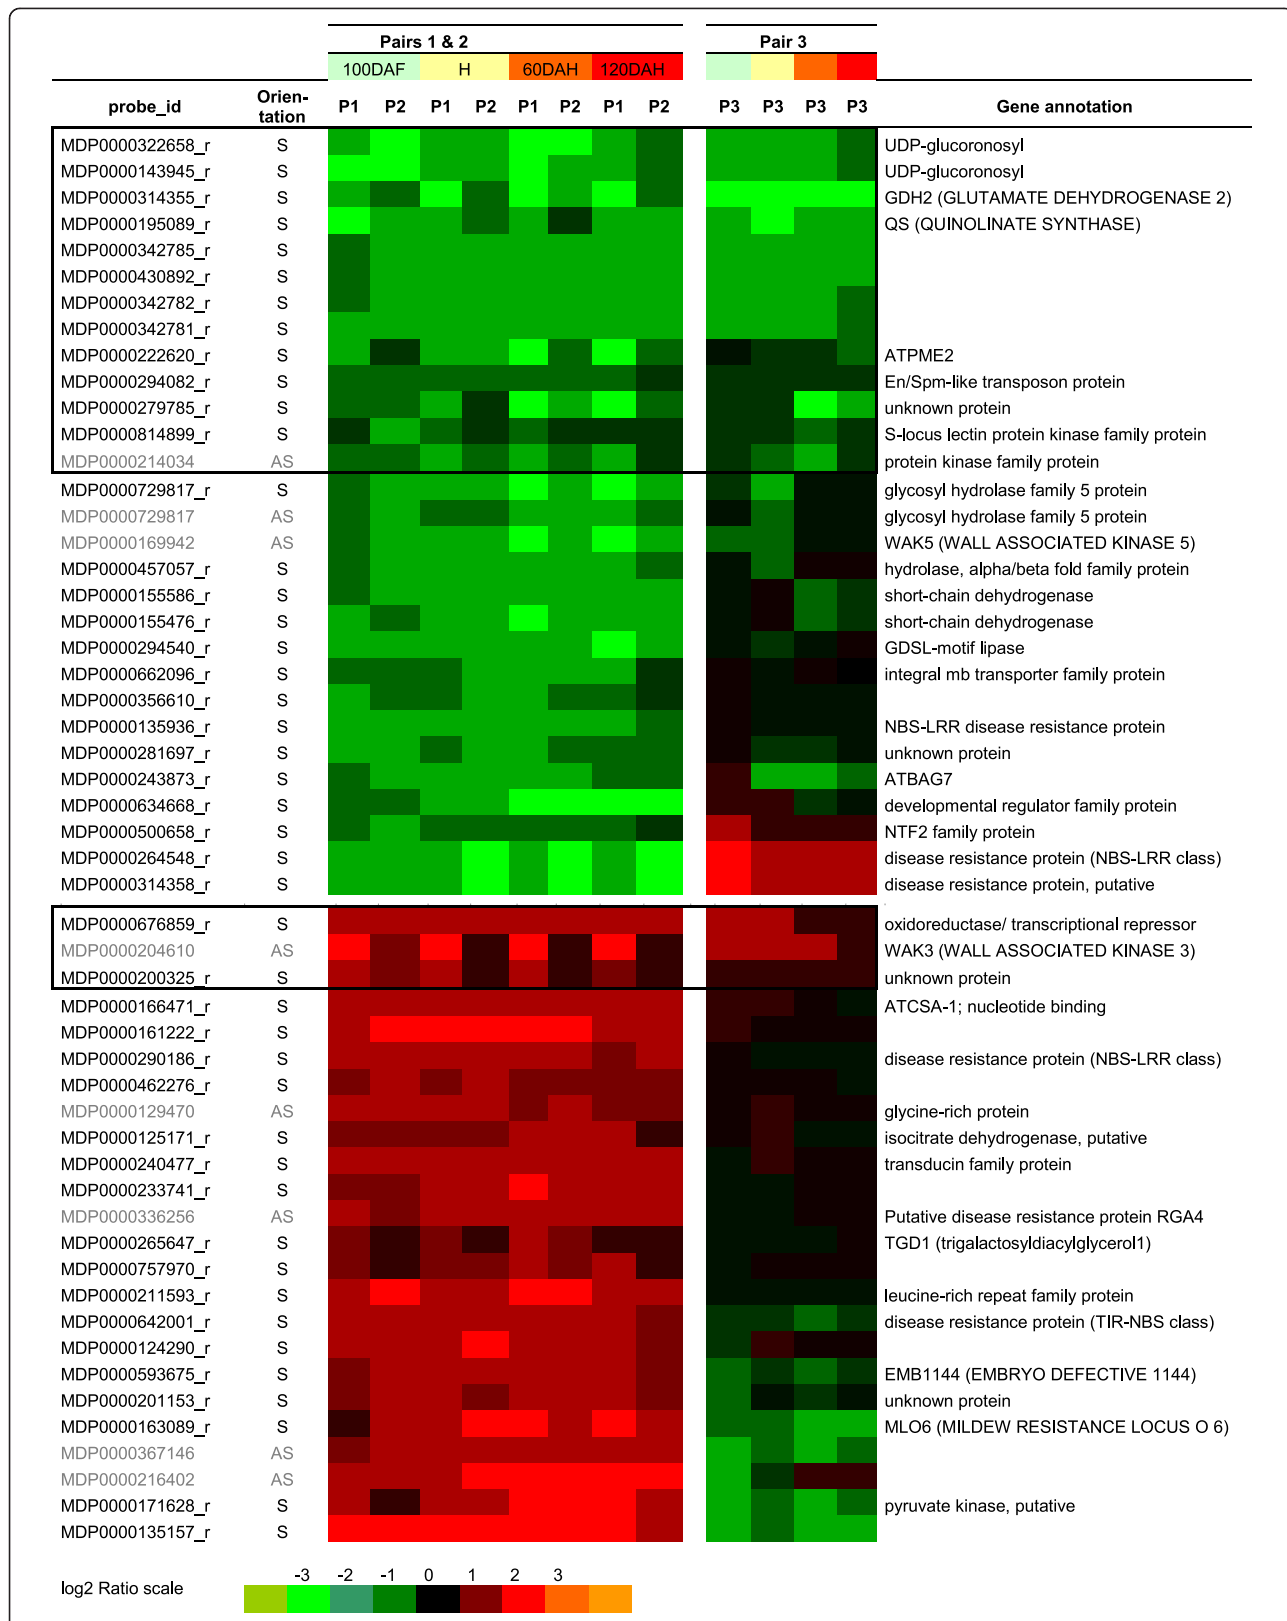 Pairs 1 & 2 Pair 3
100DAF H 60DAH 120DAH
probe_id Orien-tation P1 P2 P1 P2 P1 P2 P1 P2 P3 P3 P3 P3 Gene annotation
MDP0000322658_r S UDP-glucoronosyl
MDP0000143945_r S UDP-glucoronosyl
MDP0000314355_r S GDH2 (GLUTAMATE DEHYDROGENASE 2)
MDP0000195089_r S QS (QUINOLINATE SYNTHASE)
MDP0000342785_r S
MDP0000430892_r S
MDP0000342782_r S
MDP0000342781_r S
MDP0000222620_r S ATPME2
MDP0000294082_r S En/Spm-like transposon protein
MDP0000279785_r S unknown protein
MDP0000814899_r S S-locus lectin protein kinase family protein
MDP0000214034 AS protein kinase family protein
MDP0000729817_r S glycosyl hydrolase family 5 protein
MDP0000729817 AS glycosyl hydrolase family 5 protein
MDP0000169942 AS WAK5 (WALL ASSOCIATED KINASE 5)
MDP0000457057_r S hydrolase, alpha/beta fold family protein
MDP0000155586_r S short-chain dehydrogenase
MDP0000155476_r S short-chain dehydrogenase
MDP0000294540_r S GDSL-motif lipase
MDP0000662096_r S integral mb transporter family protein
MDP0000356610_r S
MDP0000135936_r S NBS-LRR disease resistance protein
MDP0000281697_r S unknown protein
MDP0000243873_r S ATBAG7
MDP0000634668_r S developmental regulator family protein
MDP0000500658_r S NTF2 family protein
MDP0000264548_r S disease resistance protein (NBS-LRR class)
MDP0000314358_r S disease resistance protein, putative
MDP0000676859_r S oxidoreductase/ transcriptional repressor
MDP0000204610 AS WAK3 (WALL ASSOCIATED KINASE 3)
MDP0000200325_r S unknown protein
MDP0000166471_r S ATCSA-1; nucleotide binding
MDP0000161222_r S
MDP0000290186_r S disease resistance protein (NBS-LRR class)
MDP0000462276_r S
MDP0000129470 AS glycine-rich protein
MDP0000125171_r S isocitrate dehydrogenase, putative
MDP0000240477_r S transducin family protein
MDP0000233741_r S
MDP0000336256 AS Putative disease resistance protein RGA4
MDP0000265647_r S TGD1 (trigalactosyldiacylglycerol1)
MDP0000757970_r S
MDP0000211593_r S leucine-rich repeat family protein
MDP0000642001_r S disease resistance protein (TIR-NBS class)
MDP0000124290_r S
MDP0000593675_r S EMB1144 (EMBRYO DEFECTIVE 1144)
MDP0000201153_r S unknown protein
MDP0000163089_r S MLO6 (MILDEW RESISTANCE LOCUS O 6)
MDP0000367146 AS
MDP0000216402 AS
MDP0000171628_r S pyruvate kinase, putative
MDP0000135157_r S
log2 Ratio scale -3 -2 -1 0 1 2 3